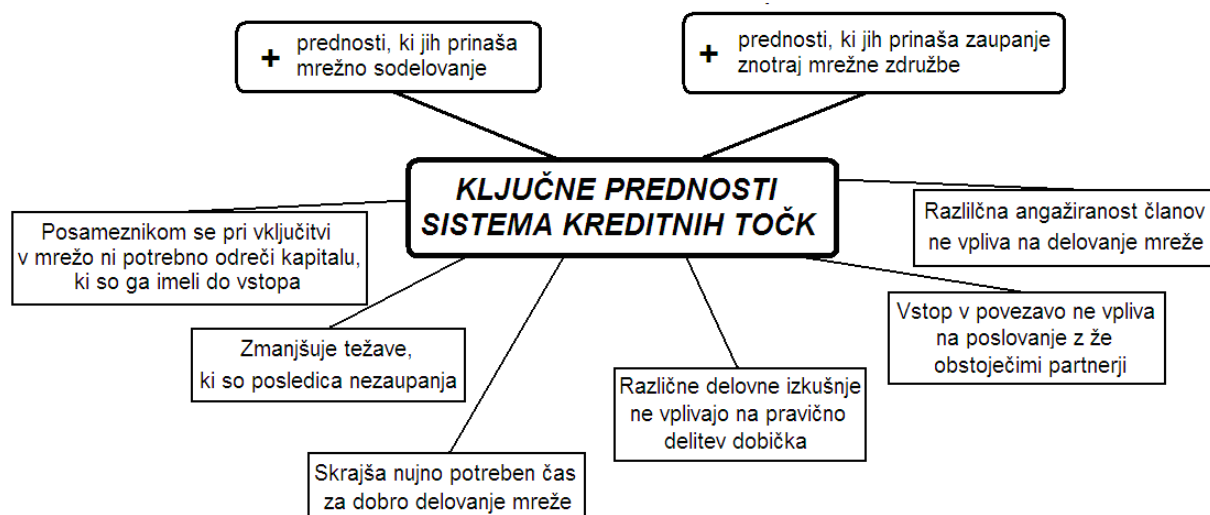 + prednosti, ki jih prinaša
mrežno sodelovanje
+ prednosti, ki jih prinaša zaupanje
znotraj mrežne združbe
KLJUČNE PREDNOSTI
SISTEMA KREDITNIH TOČK
Posameznikom se pri vključitvi
v mrežo ni potrebno odreči kapitalu,
ki so ga imeli do vstopa
Razlilčna angažiranost članov
ne vpliva na delovanje mreže
Zmanjšuje težave,
ki so posledica nezaupanja
Vstop v povezavo ne vpliva
na poslovanje z že
obstoječimi partnerji
Skrajša nujno potreben čas
za dobro delovanje mreže
Različne delovne izkušnje
ne vplivajo na pravično
delitev dobička